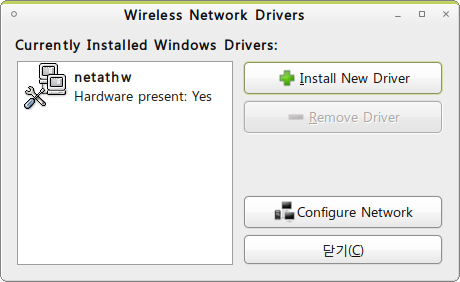 Wireless Network Drivers
Currently Installed Windows Drivers:
netathw
Hardware present: Yes
Install New Driver
Remove Driver
Configure Network
닫기(C)